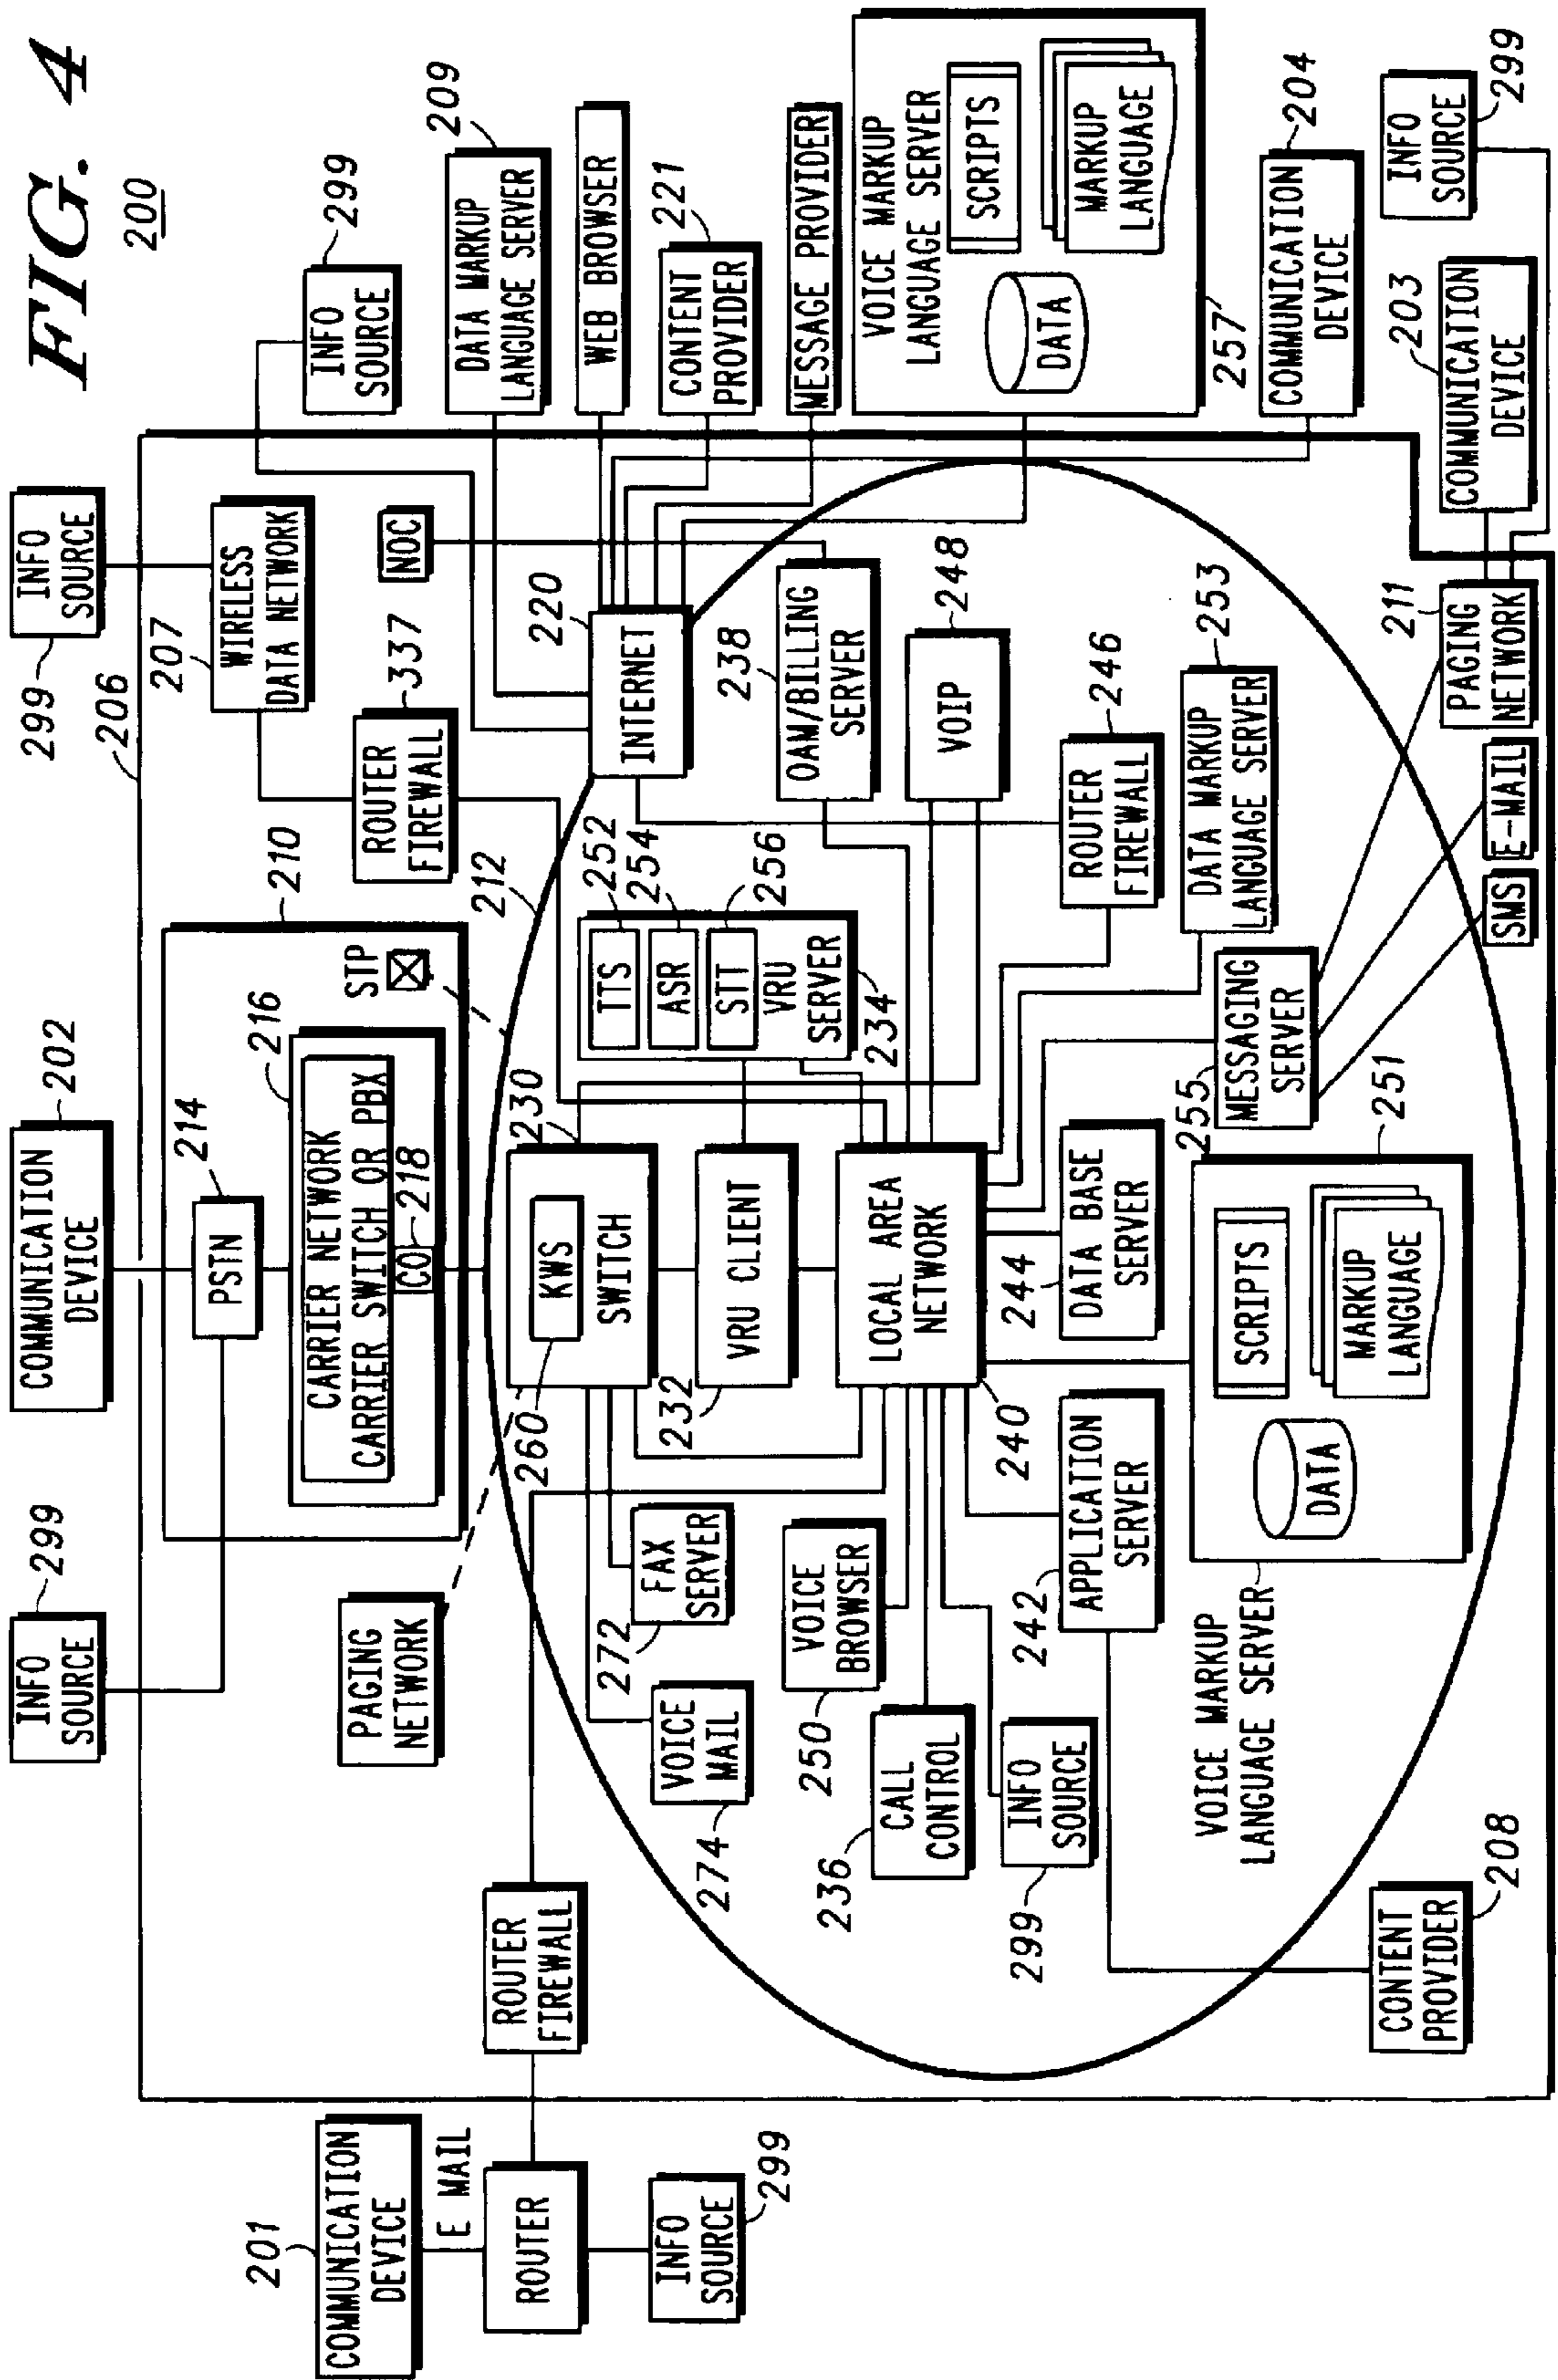 FIG. 4
200
INFO
SOURCE
299
COMMUNICATION
DEVICE
202
INFO
SOURCE
299
206
PSTN
214
216
CARRIER NETWORK
CARRIER SWITCH OR PBX
CO
218
STP
210
WIRELESS
DATA NETWORK
207
INFO
SOURCE
299
PAGING
NETWORK
ROUTER
FIREWALL
337
NOC
DATA MARKUP
LANGUAGE SERVER
209
201
COMMUNICATION
DEVICE
E MAIL
ROUTER
INFO
SOURCE
299
ROUTER
FIREWALL
212
230
KWS
SWITCH
260
TTS
252
ASR
254
STT
256
VRU
SERVER
234
INTERNET
220
WEB BROWSER
CONTENT
PROVIDER
221
MESSAGE PROVIDER
FAX
SERVER
272
VOICE
MAIL
274
VRU CLIENT
232
OAM/BILLING
SERVER
238
VOICE
BROWSER
250
CALL
CONTROL
236
LOCAL AREA
NETWORK
240
VOIP
248
VOICE MARKUP
LANGUAGE SERVER
DATA
SCRIPTS
MARKUP
LANGUAGE
257
INFO
SOURCE
299
APPLICATION
SERVER
242
DATA BASE
SERVER
244
ROUTER
FIREWALL
246
DATA MARKUP
LANGUAGE SERVER
253
MESSAGING
SERVER
255
COMMUNICATION
DEVICE
204
VOICE MARKUP
LANGUAGE SERVER
DATA
SCRIPTS
MARKUP
LANGUAGE
251
CONTENT
PROVIDER
208
SMS
E-MAIL
PAGING
NETWORK
211
COMMUNICATION
DEVICE
203
INFO
SOURCE
299